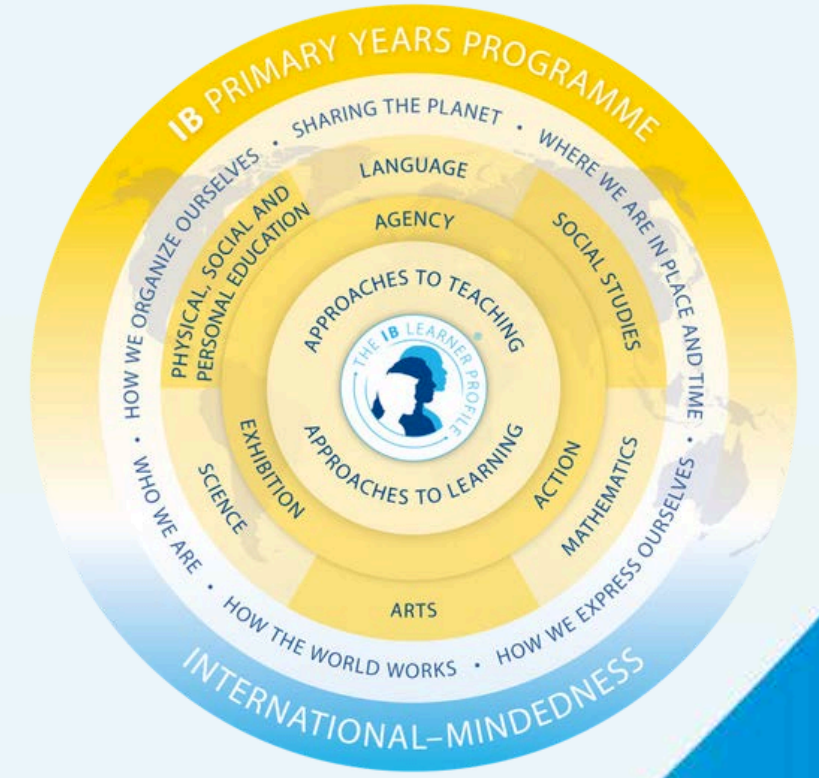 IB PRIMARY YEARS PROGRAMME
SHARING THE PLANET • WHERE WE ARE IN PLACE AND TIME • HOW WE EXPRESS OURSELVES • HOW THE WORLD WORKS • WHO WE ARE • HOW WE ORGANIZE OURSELVES •
LANGUAGE
SOCIAL STUDIES
MATHEMATICS
ARTS
SCIENCE
PHYSICAL, SOCIAL AND
PERSONAL EDUCATION
AGENCY
ACTION
EXHIBITION
APPROACHES TO TEACHING
THE IB LEARNER PROFILE
®
APPROACHES TO LEARNING
INTERNATIONAL–MINDEDNESS